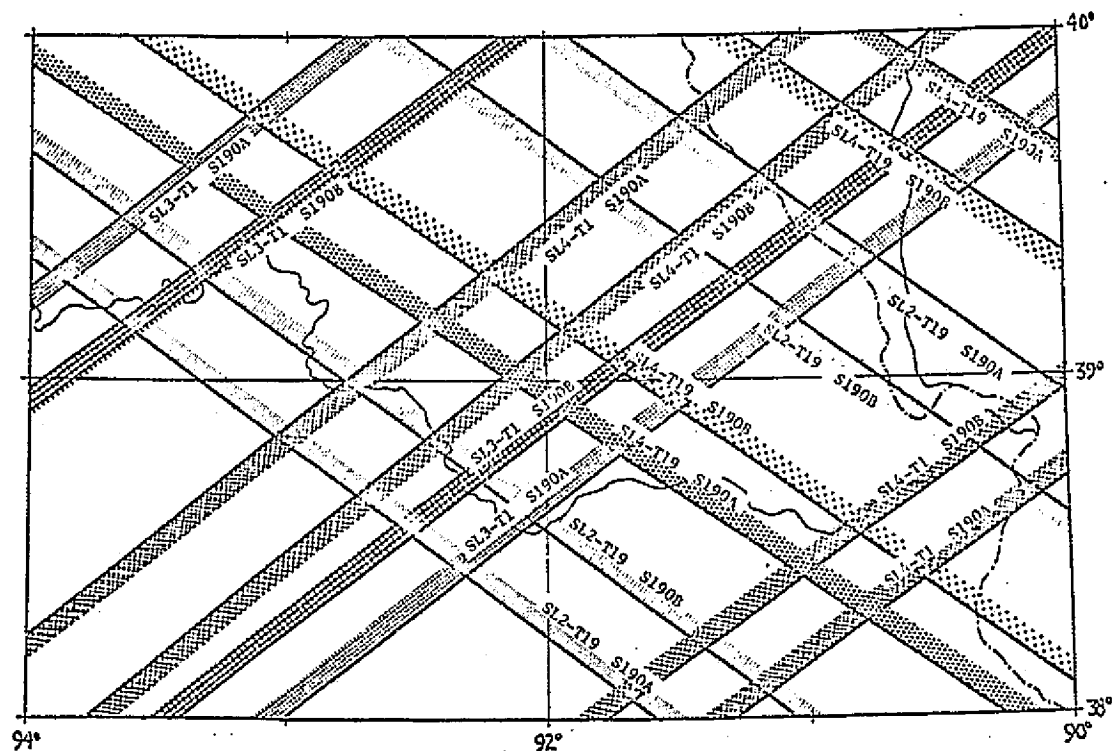 40°
SL4-T19 S190A
SL4-T19 S190B
SL3-T1 S190A
SL3-T1 S190B
SL4-T1 S190A
SL4-T1 S190B
SL2-T19 S190A
L2-T19 S190B
39°
SL4-T19 S190B
SL3-T1 S190B
SL4-T19 S190A
SL4-T1 S190B
SL3-T1 S190A
SL4-T1 S190A
SL2-T19 S190B
SL2-T19 S190A
38°
94°
92°
90°